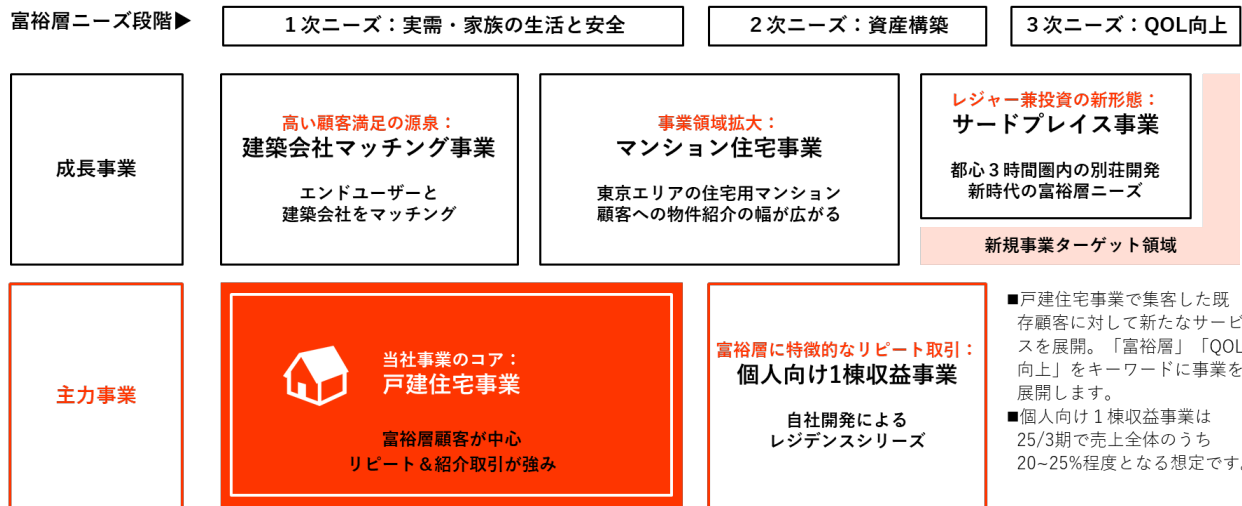 富裕層ニーズ段階▶
1次ニーズ：実需・家族の生活と安全
2次ニーズ：資産構築
3次ニーズ：QOL向上
成長事業
高い顧客満足の源泉：
建築会社マッチング事業
エンドユーザーと
建築会社をマッチング
事業領域拡大：
マンション住宅事業
東京エリアの住宅用マンション
顧客への物件紹介の幅が広がる
レジャー兼投資の新形態：
サードプレイス事業
都心３時間圏内の別荘開発
新時代の富裕層ニーズ
新規事業ターゲット領域
主力事業
当社事業のコア：
戸建住宅事業
富裕層顧客が中心
リピート＆紹介取引が強み
富裕層に特徴的なリピート取引：
個人向け1棟収益事業
自社開発による
レジデンスシリーズ
■戸建住宅事業で集客した既
存顧客に対して新たなサービ
スを展開。「富裕層」「QOL
向上」をキーワードに事業を
展開します。
■個人向け１棟収益事業は
25/3期で売上全体のうち
20~25%程度となる想定です。